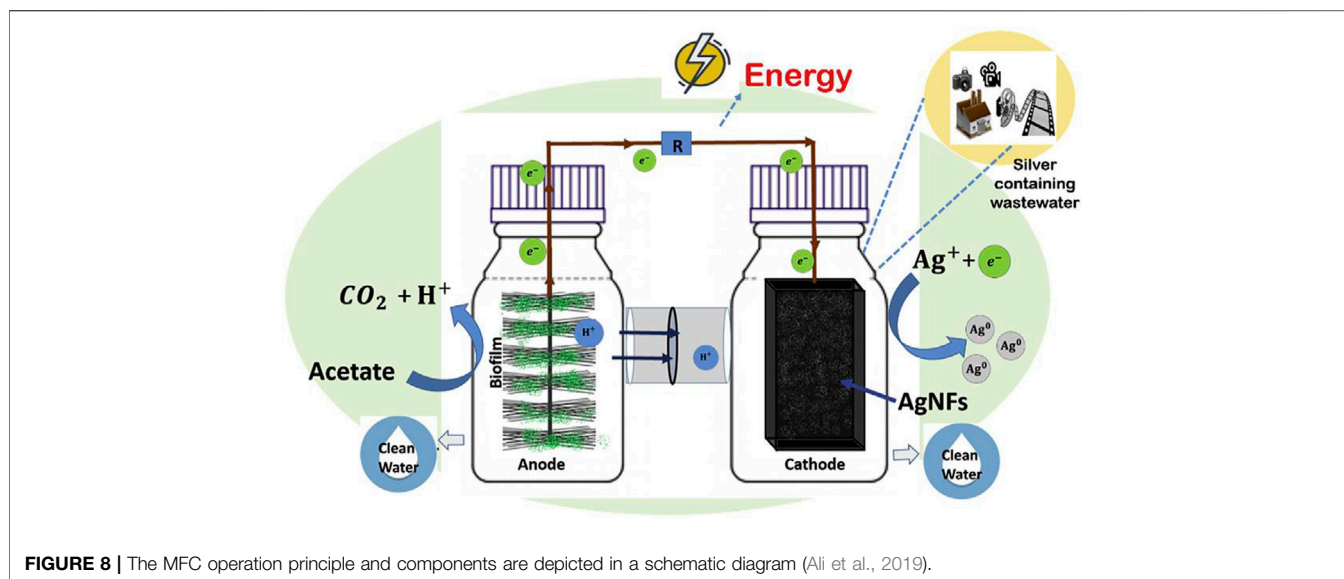 Energy
Silver
containing
wastewater
R
e⁻
e⁻
e⁻
e⁻
e⁻
e⁻
Ag⁺ + e⁻
CO₂ + H⁺
Acetate
Biofilm
H⁺
H⁺
Ag⁰
Ag⁰
Ag⁰
AgNFs
Clean
Water
Anode
Cathode
Clean
Water
FIGURE 8 | The MFC operation principle and components are depicted in a schematic diagram (Ali et al., 2019).